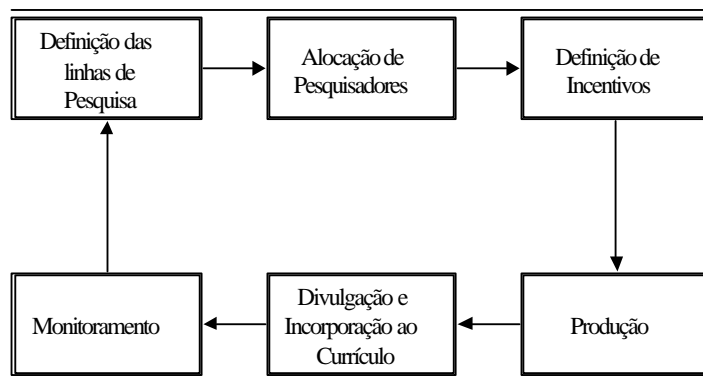 Definição das
linhas de
Pesquisa
Alocação de
Pesquisadores
Definição de
Incentivos
Monitoramento
Divulgação e
Incorporação ao
Currículo
Produção